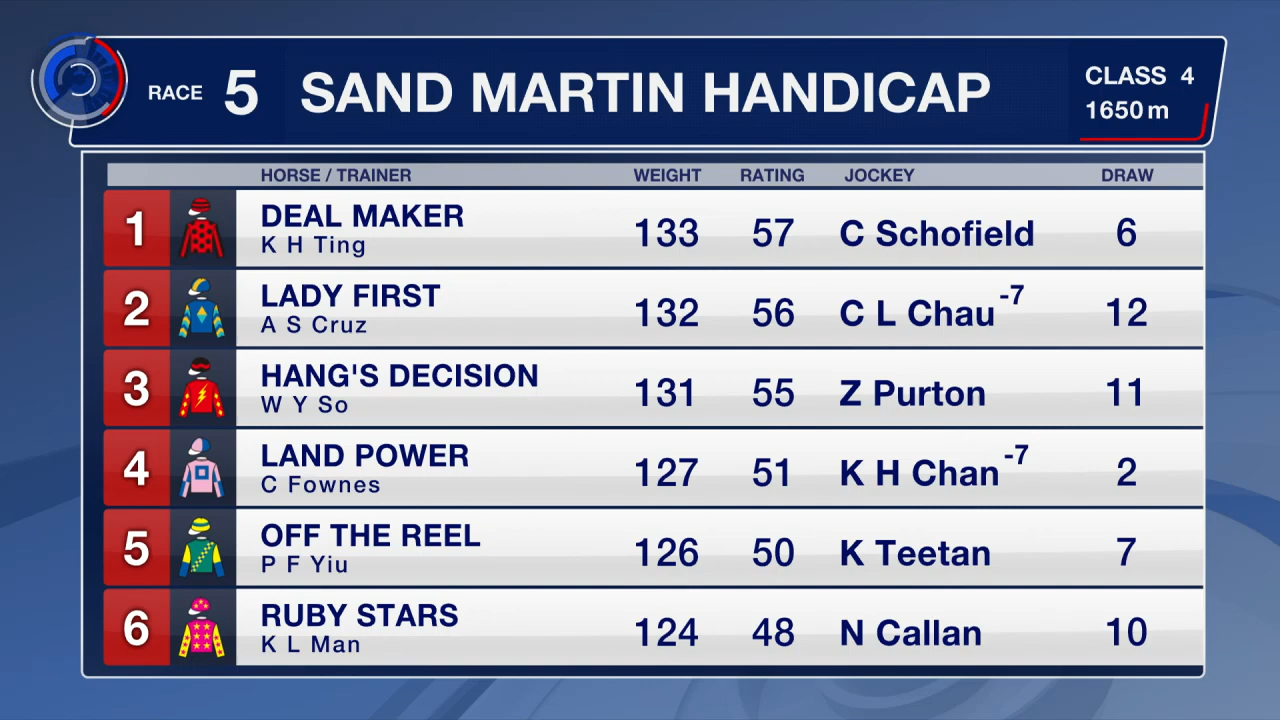 RACE 5 SAND MARTIN HANDICAP CLASS 4
1650 m
HORSE / TRAINER WEIGHT RATING JOCKEY DRAW
1 DEAL MAKER 133 57 C Schofield 6
K H Ting
2 LADY FIRST 132 56 C L Chau -7 12
A S Cruz
3 HANG'S DECISION 131 55 Z Purton 11
W Y So
4 LAND POWER 127 51 K H Chan -7 2
C Fownes
5 OFF THE REEL 126 50 K Teetan 7
P F Yiu
6 RUBY STARS 124 48 N Callan 10
K L Man